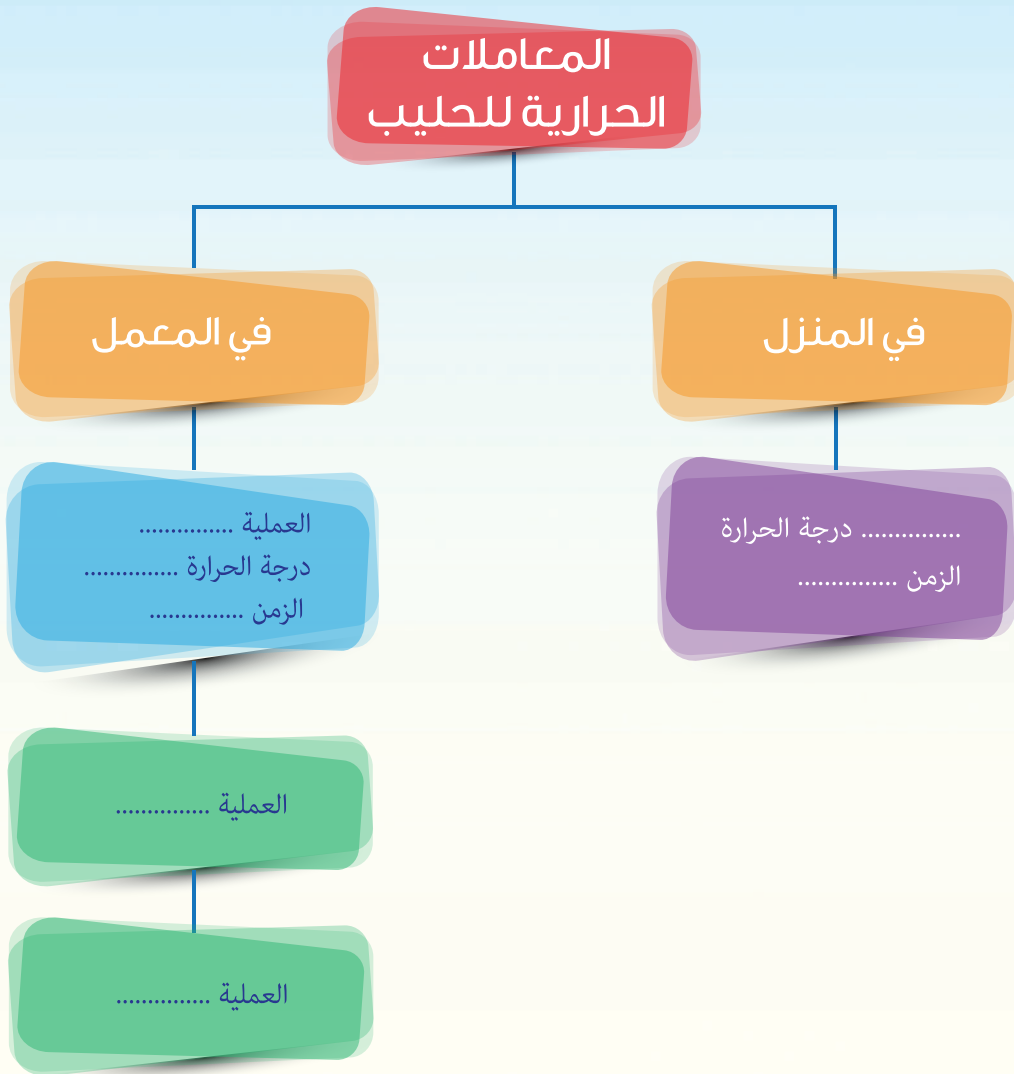 المعاملات
الحرارية للحليب
في المنزل
............... درجة الحرارة
الزمن ...............
في المعمل
العملية ...............
درجة الحرارة ...............
الزمن ...............
العملية ...............
العملية ...............